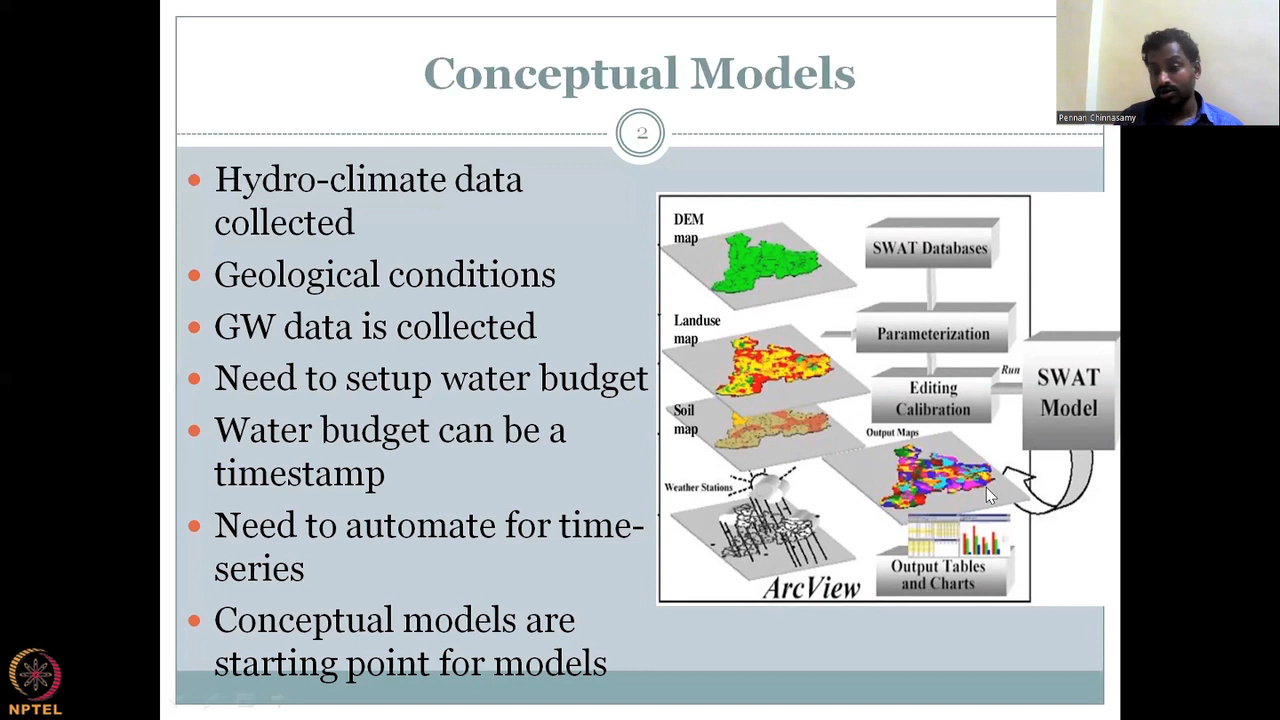 Conceptual Models
2
Pennan Chinnasamy
Hydro-climate data
collected
Geological conditions
GW data is collected
Need to setup water budget
Water budget can be a
timestamp
Need to automate for time-
series
Conceptual models are
starting point for models
DEM
map
SWAT Databases
Landuse
map
Parameterization
Editing
Calibration
Run
SWAT
Model
Soil
map
Output Maps
Weather Stations
Output Tables
and Charts
ArcView
NPTEL